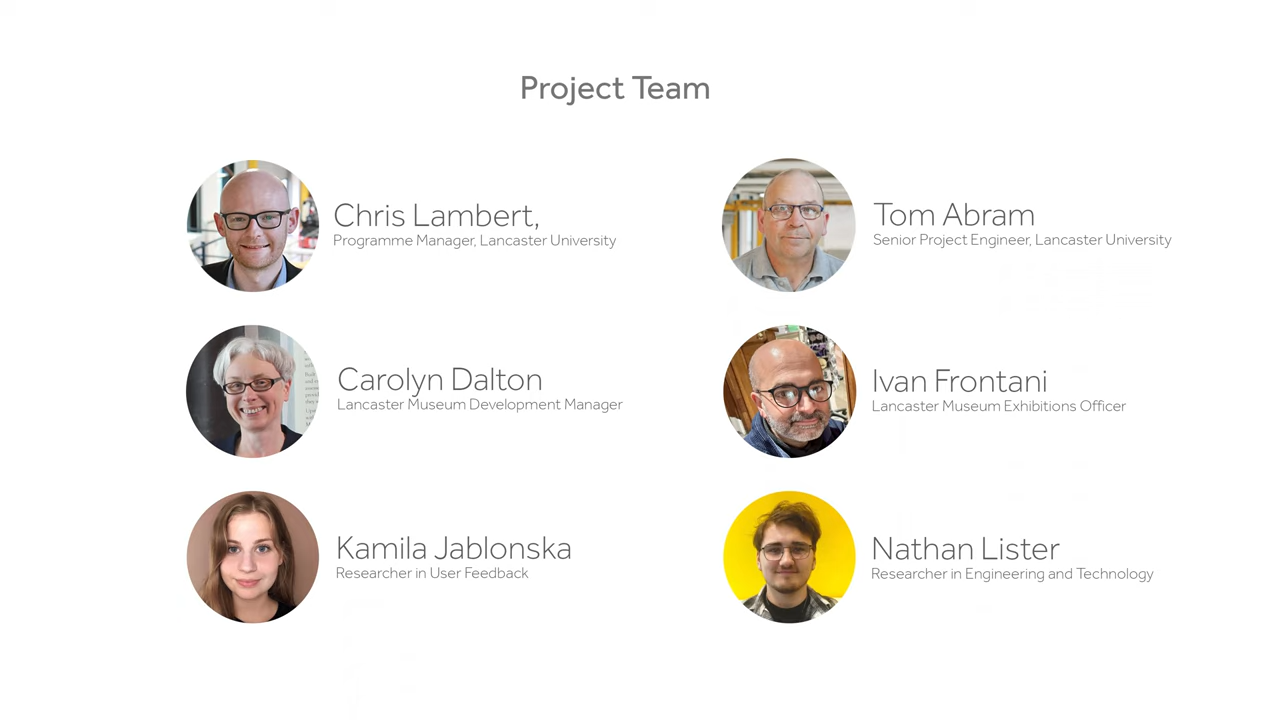 Project Team
Chris Lambert,
Programme Manager, Lancaster University
Tom Abram
Senior Project Engineer, Lancaster University
Carolyn Dalton
Lancaster Museum Development Manager
Ivan Frontani
Lancaster Museum Exhibitions Officer
Kamila Jablonska
Researcher in User Feedback
Nathan Lister
Researcher in Engineering and Technology